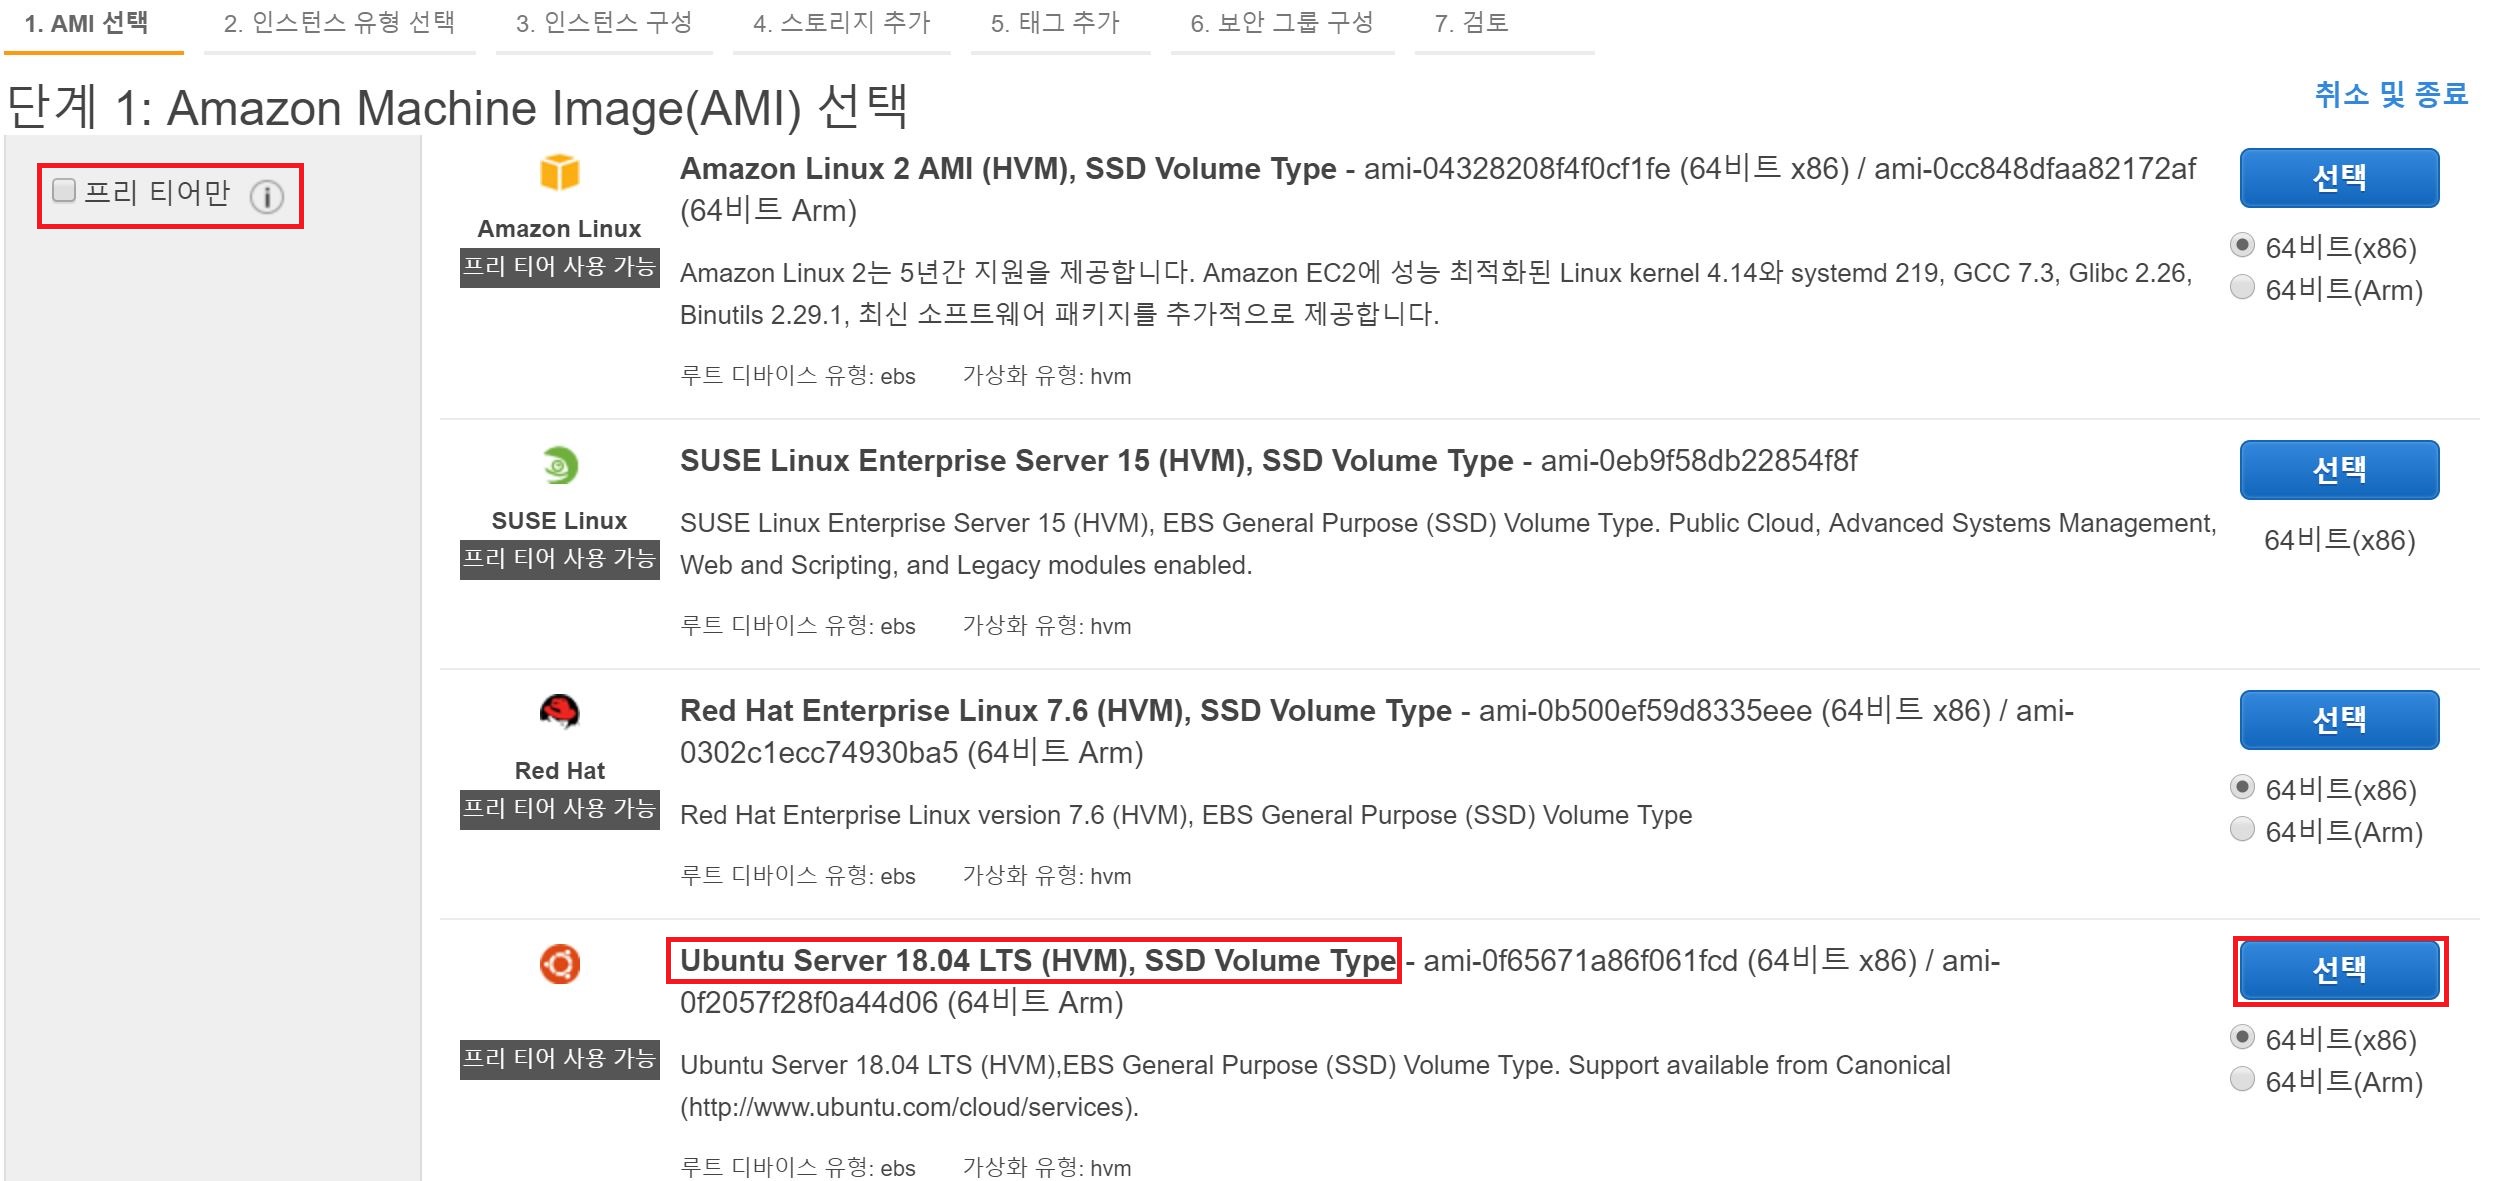 1. AMI 선택
2. 인스턴스 유형 선택
3. 인스턴스 구성
4. 스토리지 추가
5. 태그 추가
6. 보안 그룹 구성
7. 검토
단계 1: Amazon Machine Image(AMI) 선택
취소 및 종료
프리 티어만
Amazon Linux
프리 티어 사용 가능
Amazon Linux 2 AMI (HVM), SSD Volume Type - ami-04328208f4f0cf1fe (64비트 x86) / ami-0cc848dfaa82172af
(64비트 Arm)
Amazon Linux 2는 5년간 지원을 제공합니다. Amazon EC2에 성능 최적화된 Linux kernel 4.14와 systemd 219, GCC 7.3, Glibc 2.26,
Binutils 2.29.1, 최신 소프트웨어 패키지를 추가적으로 제공합니다.
루트 디바이스 유형: ebs 가상화 유형: hvm
선택
64비트(x86)
64비트(Arm)
SUSE Linux
프리 티어 사용 가능
SUSE Linux Enterprise Server 15 (HVM), SSD Volume Type - ami-0eb9f58db22854f8f
SUSE Linux Enterprise Server 15 (HVM), EBS General Purpose (SSD) Volume Type. Public Cloud, Advanced Systems Management,
Web and Scripting, and Legacy modules enabled.
루트 디바이스 유형: ebs 가상화 유형: hvm
선택
64비트(x86)
Red Hat
프리 티어 사용 가능
Red Hat Enterprise Linux 7.6 (HVM), SSD Volume Type - ami-0b500ef59d8335eee (64비트 x86) / ami-
0302c1ecc74930ba5 (64비트 Arm)
Red Hat Enterprise Linux version 7.6 (HVM), EBS General Purpose (SSD) Volume Type
루트 디바이스 유형: ebs 가상화 유형: hvm
선택
64비트(x86)
64비트(Arm)
프리 티어 사용 가능
Ubuntu Server 18.04 LTS (HVM), SSD Volume Type - ami-0f65671a86f061fcd (64비트 x86) / ami-
0f2057f28f0a44d06 (64비트 Arm)
Ubuntu Server 18.04 LTS (HVM),EBS General Purpose (SSD) Volume Type. Support available from Canonical
(http://www.ubuntu.com/cloud/services).
루트 디바이스 유형: ebs 가상화 유형: hvm
선택
64비트(x86)
64비트(Arm)